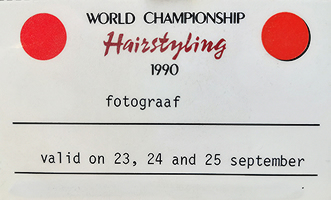 WORLD CHAMPIONSHIP
Hairstyling
1990
fotograaf
valid on 23, 24 and 25 september